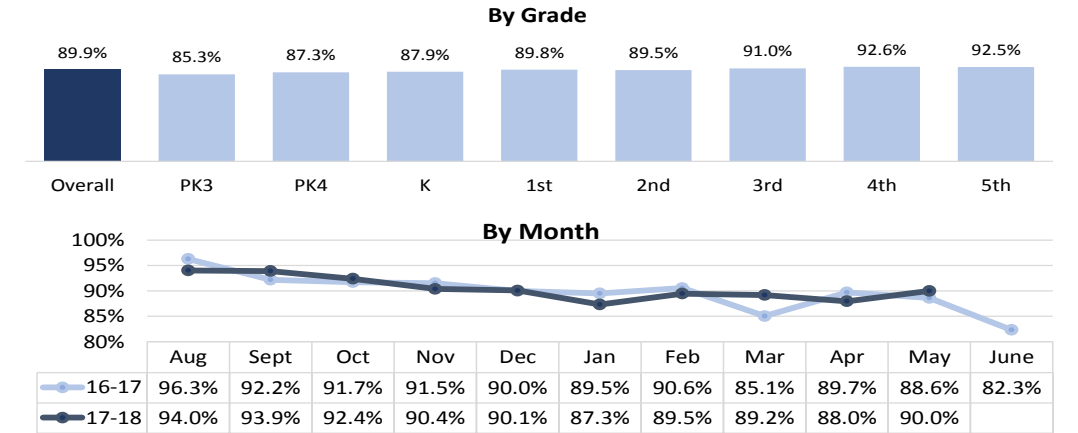 By Grade
89.9% 85.3% 87.3% 87.9% 89.8% 89.5% 91.0% 92.6% 92.5%
Overall PK3 PK4 K 1st 2nd 3rd 4th 5th
By Month
100%
95%
90%
85%
80%
Aug Sept Oct Nov Dec Jan Feb Mar Apr May June
16-17 96.3% 92.2% 91.7% 91.5% 90.0% 89.5% 90.6% 85.1% 89.7% 88.6% 82.3%
17-18 94.0% 93.9% 92.4% 90.4% 90.1% 87.3% 89.5% 89.2% 88.0% 90.0%